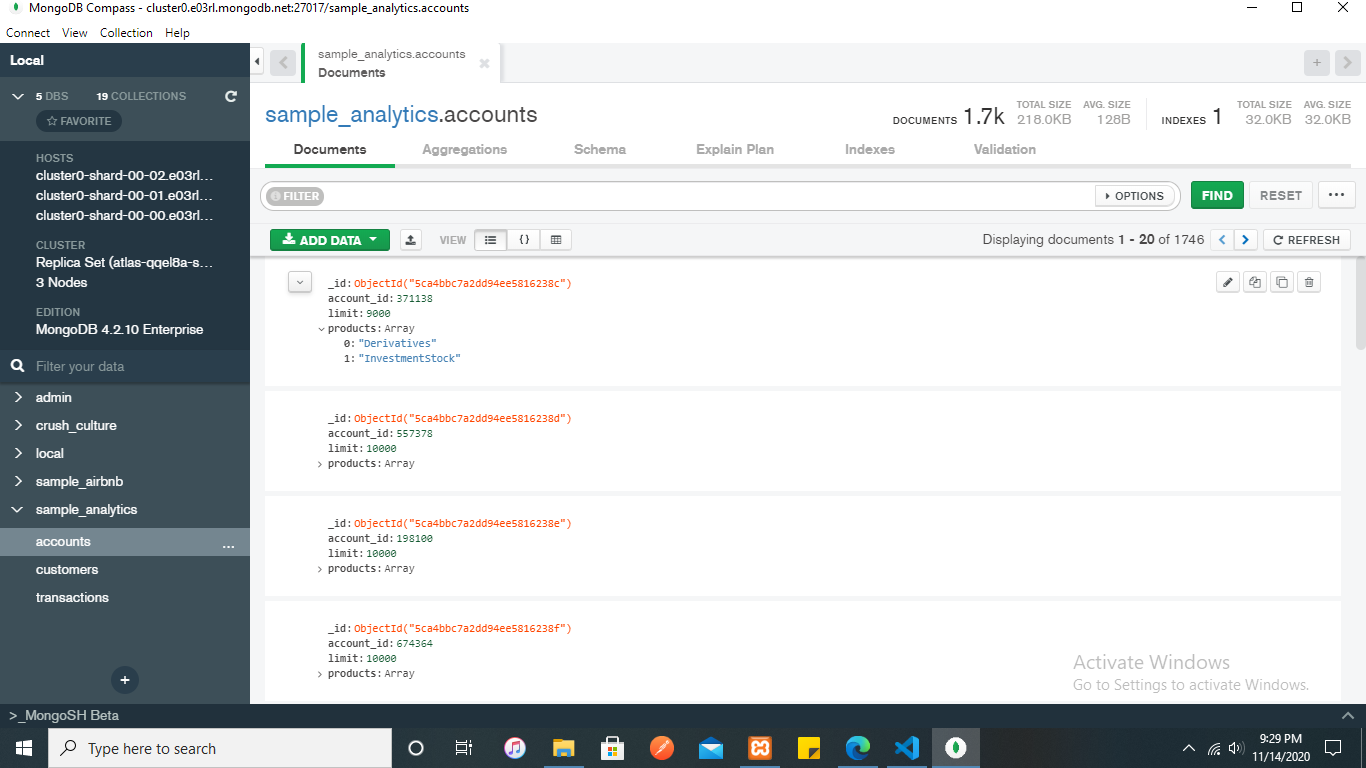 MongoDB Compass - cluster0.e03rl.mongodb.net:27017/sample_analytics.accounts
Connect View Collection Help
Local
5 DBS 19 COLLECTIONS
FAVORITE
HOSTS
cluster0-shard-00-02.e03rl...
cluster0-shard-00-01.e03rl...
cluster0-shard-00-00.e03rl...
CLUSTER
Replica Set (atlas-qqel8a-s...
3 Nodes
EDITION
MongoDB 4.2.10 Enterprise
Filter your data
admin
crush_culture
local
sample_airbnb
sample_analytics
accounts ...
customers
transactions
+
sample_analytics.accounts
Documents
sample_analytics.accounts
DOCUMENTS 1.7k TOTAL SIZE 218.0KB AVG. SIZE 128B INDEXES 1 TOTAL SIZE 32.0KB AVG. SIZE 32.0KB
Documents Aggregations Schema Explain Plan Indexes Validation
FILTER OPTIONS FIND RESET ...
ADD DATA VIEW {} Displaying documents 1 - 20 of 1746 < > REFRESH
_id: ObjectId("5ca4bbc7a2dd94ee5816238c")
account_id: 371138
limit: 9000
products: Array
0: "Derivatives"
1: "InvestmentStock"
_id: ObjectId("5ca4bbc7a2dd94ee5816238d")
account_id: 557378
limit: 10000
products: Array
_id: ObjectId("5ca4bbc7a2dd94ee5816238e")
account_id: 198100
limit: 10000
products: Array
_id: ObjectId("5ca4bbc7a2dd94ee5816238f")
account_id: 674364
limit: 10000
products: Array
Activate Windows
Go to Settings to activate Windows.
>_MongoSH Beta
Type here to search
9:29 PM
11/14/2020